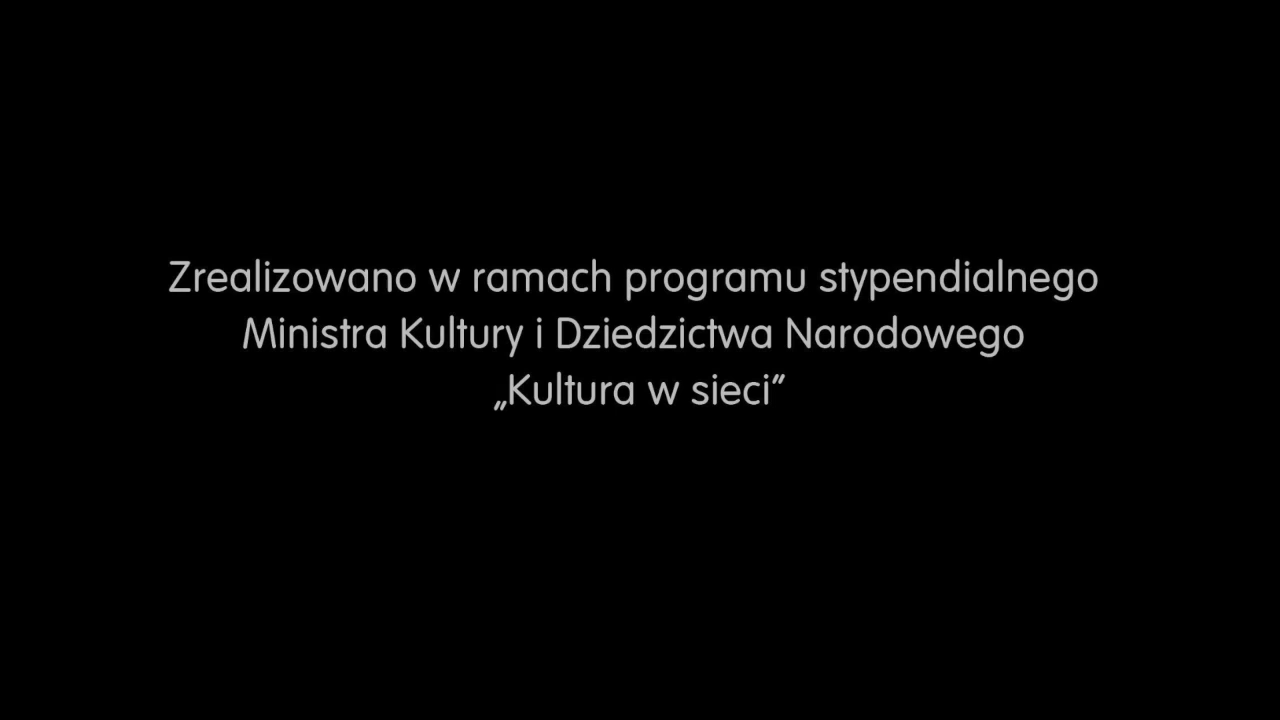 Zrealizowano w ramach programu stypendialnego
Ministra Kultury i Dziedzictwa Narodowego
„Kultura w sieci”